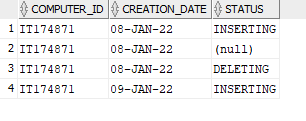 COMPUTER_ID CREATION_DATE STATUS
1 IT174871 08-JAN-22 INSERTING
2 IT174871 08-JAN-22 (null)
3 IT174871 08-JAN-22 DELETING
4 IT174871 09-JAN-22 INSERTING